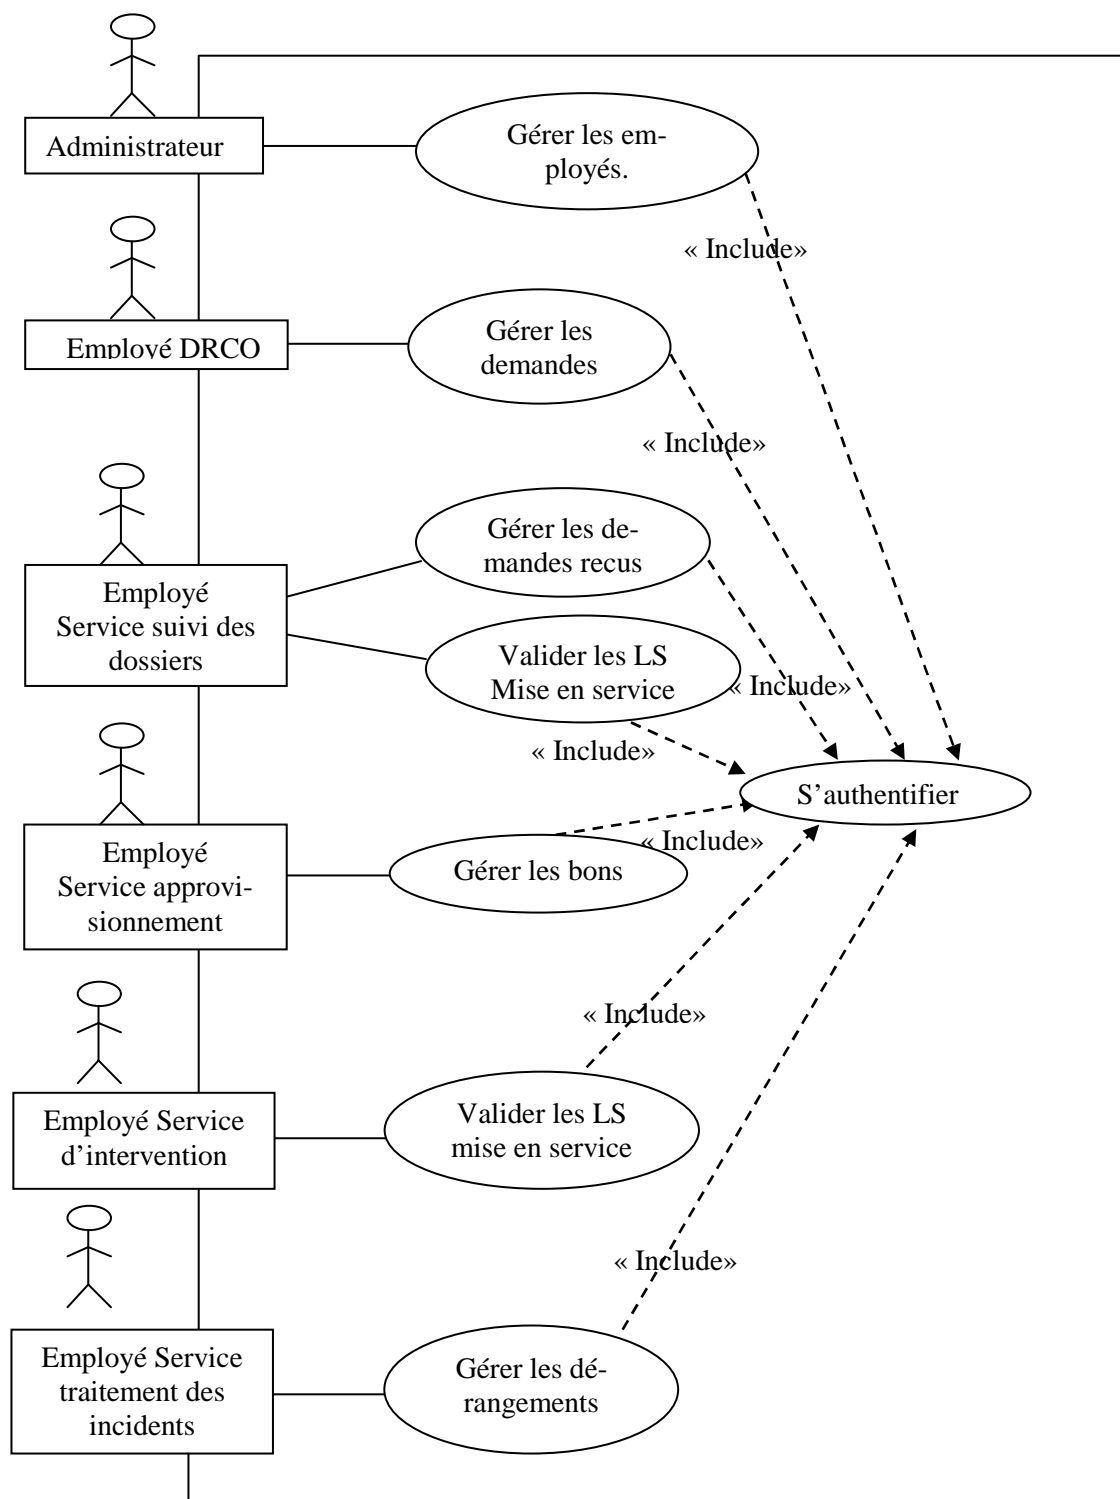 Administrateur
Gérer les em-
ployés.
« Include»
Employé DRCO
Gérer les
demandes
« Include»
Employé
Service suivi des
dossiers
Gérer les de-
mandes recus
Valider les LS
Mise en service
« Include»
« Include»
S’authentifier
Employé
Service approvi-
sionnement
« Include»
Gérer les bons
« Include»
Employé Service
d’intervention
Valider les LS
mise en service
« Include»
Employé Service
traitement des
incidents
Gérer les dé-
rangements